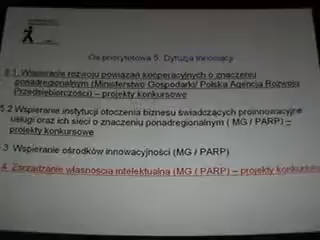 Oś priorytetowa 5. Dyfuzja innowacji
5.1. Wspieranie rozwoju powiązań kooperacyjnych o znaczeniu
ponadregionalnym (Ministerstwo Gospodarki/ Polska Agencja Rozwoju
Przedsiębiorczości) – projekty konkursowe
5.2 Wspieranie instytucji otoczenia biznesu świadczących proinnowacyjne
usługi oraz ich sieci o znaczeniu ponadregionalnym ( MG / PARP) –
projekty konkursowe
.3 Wspieranie ośrodków innowacyjności (MG / PARP)
4. Zarządzanie własnością intelektualną (MG / PARP) – projekty konkursowe